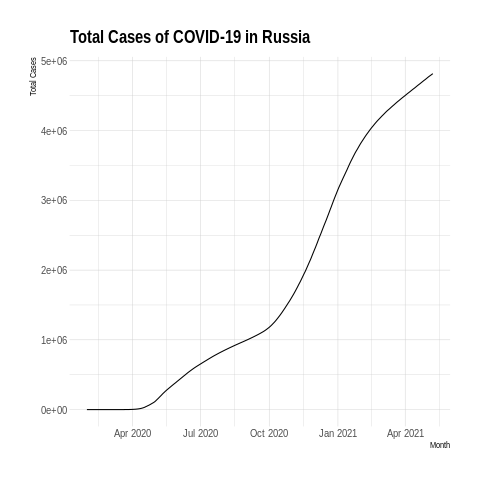 Total Cases of COVID-19 in Russia
Total Cases
5e+06
4e+06
3e+06
2e+06
1e+06
0e+00
Apr 2020 Jul 2020 Oct 2020 Jan 2021 Apr 2021
Month